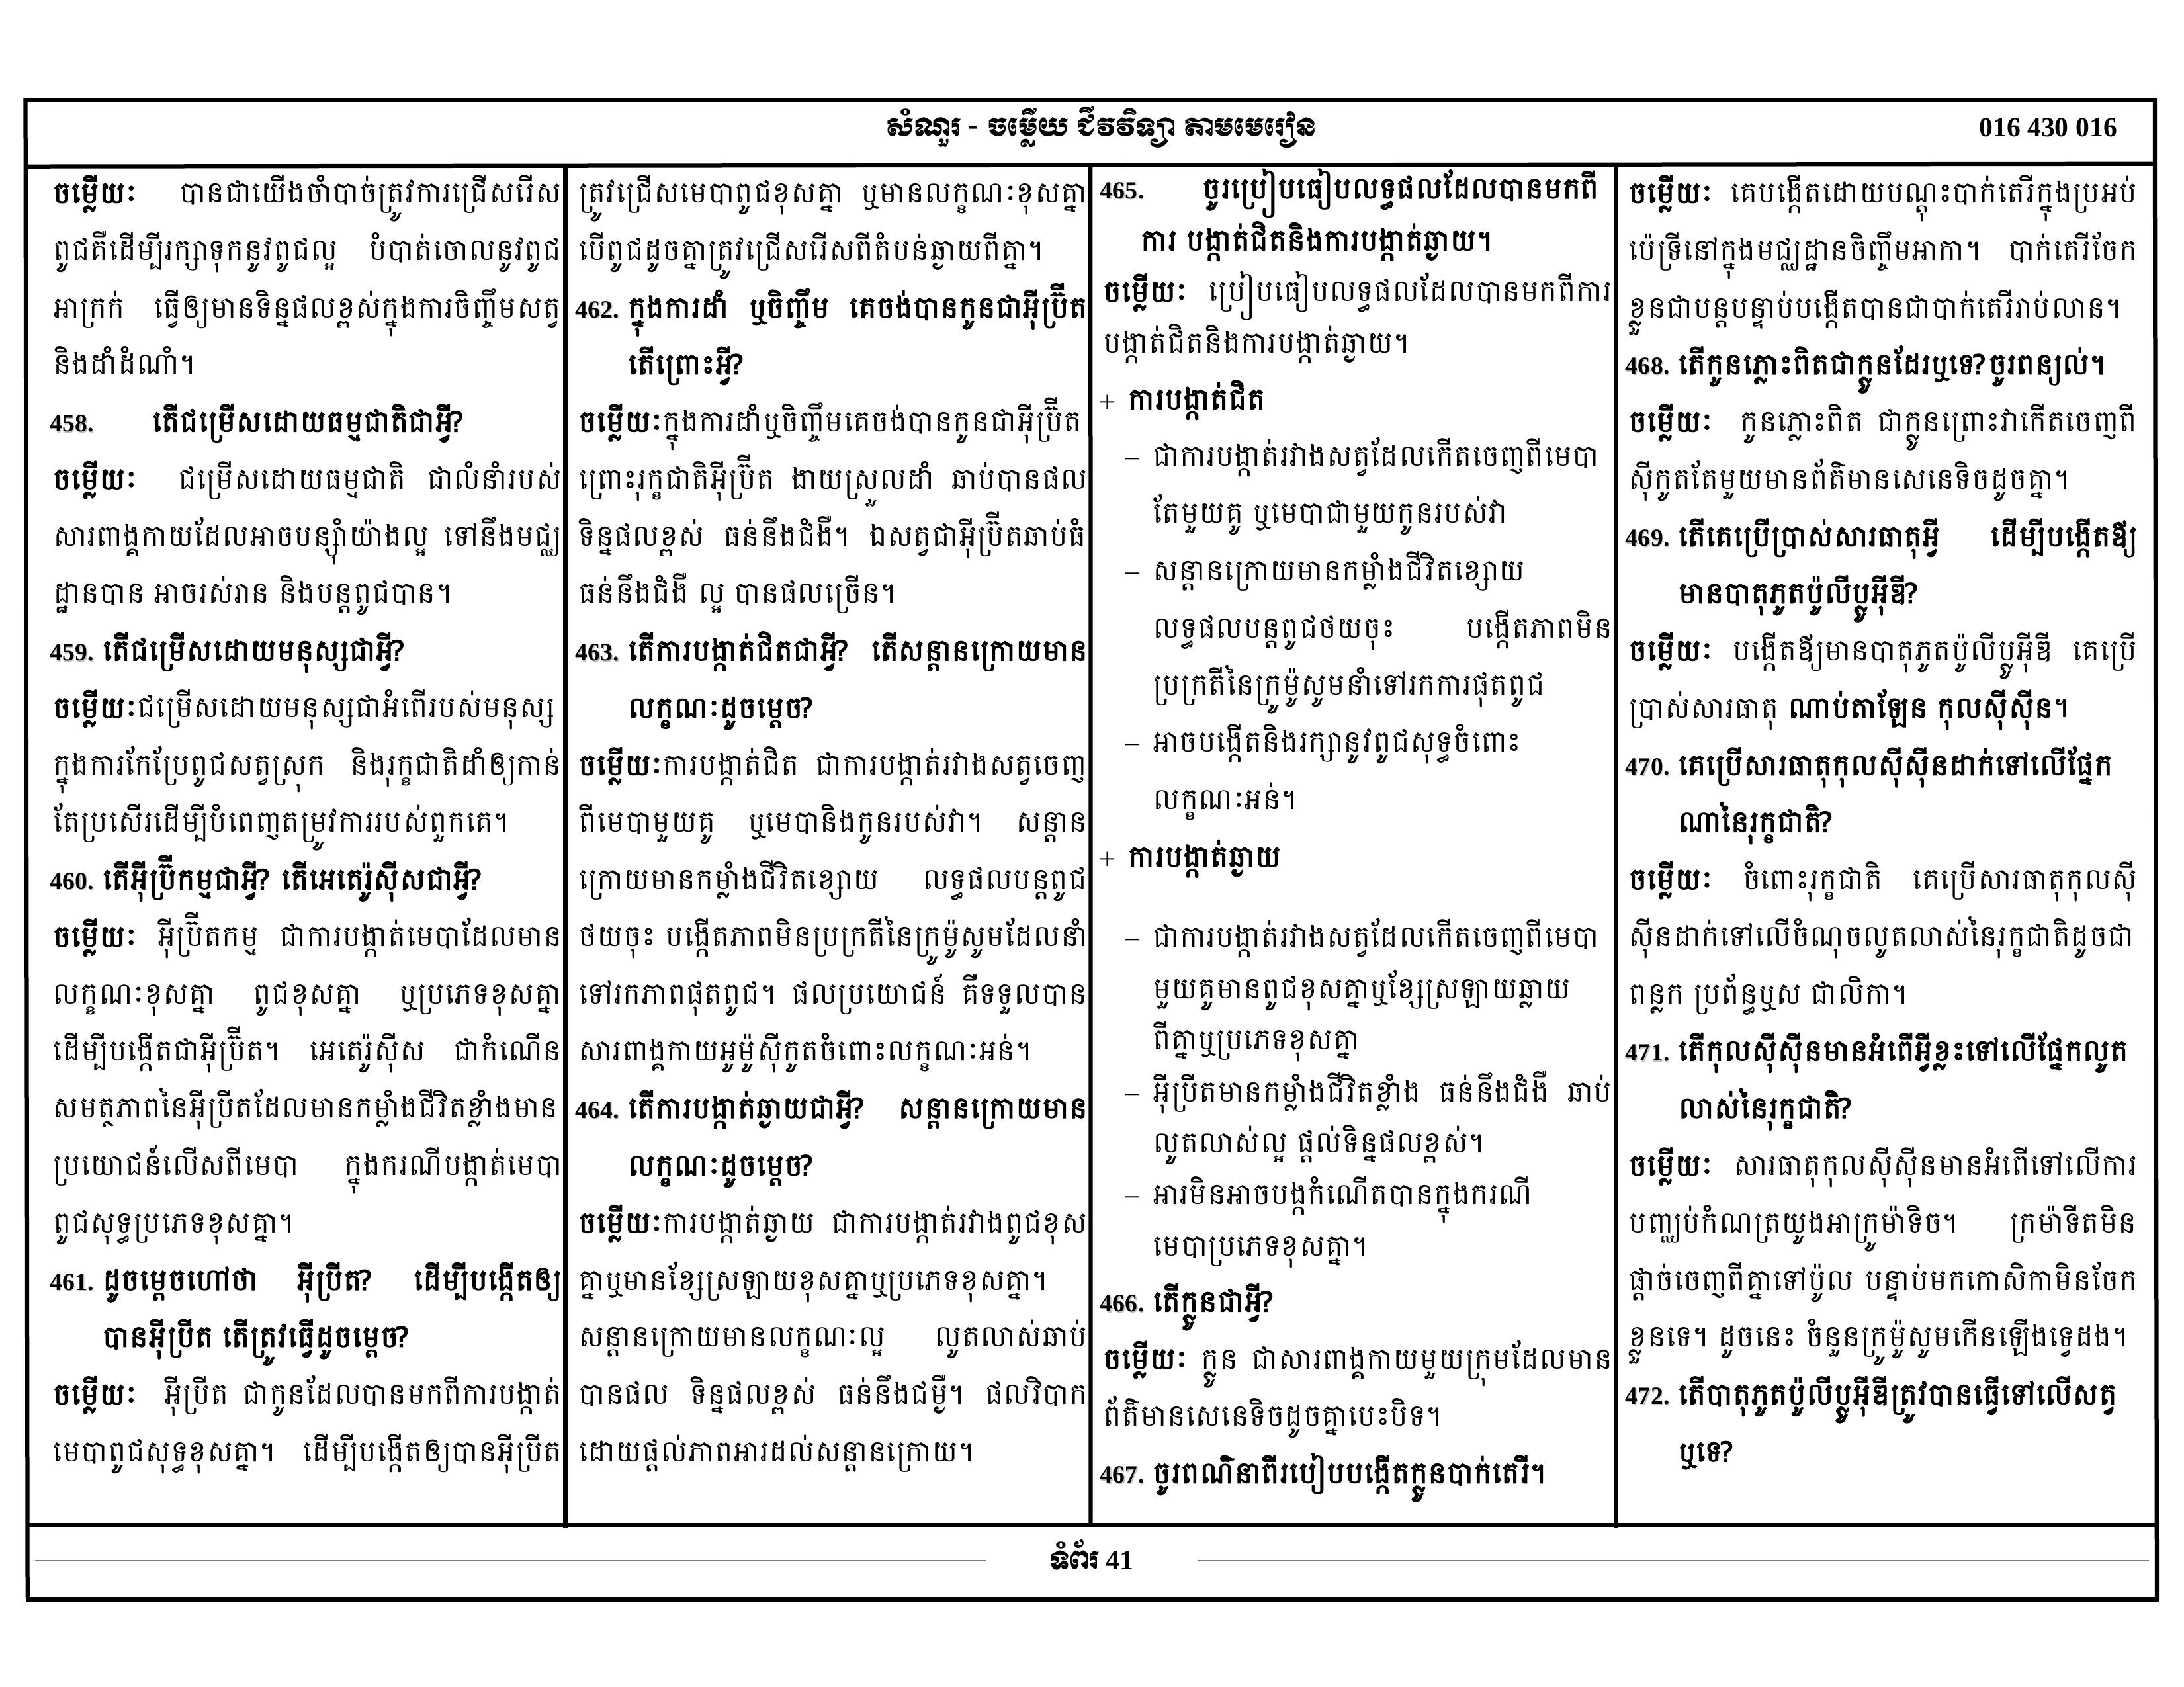 សំណួរ - ចម្លើយ ជីវវិទ្យា តាមមេរៀន
016 430 016
ចម្លើយៈ បានជាយើងចាំបាច់ត្រូវការជ្រើសរើស
ពូជគឺដើម្បីរក្សាទុកនូវពូជល្អ បំបាត់ចោលនូវពូជ
អាក្រក់ ធ្វើឲ្យមានទិន្នផលខ្ពស់ក្នុងការចិញ្ចឹមសត្វ
និងដាំដំណាំ។
458. តើជម្រើសដោយធម្មជាតិជាអ្វី?
ចម្លើយៈ ជម្រើសដោយធម្មជាតិ ជាលំនាំរបស់
សារពាង្គកាយដែលអាចបន្ស៊ាំយ៉ាងល្អ ទៅនឹងមជ្ឈ
ដ្ឋានបាន អាចរស់រាន និងបន្តពូជបាន។
459. តើជម្រើសដោយមនុស្សជាអ្វី?
ចម្លើយៈជម្រើសដោយមនុស្សជាអំពើរបស់មនុស្ស
ក្នុងការកែប្រែពូជសត្វស្រុក និងរុក្ខជាតិដាំឲ្យកាន់
តែប្រសើរដើម្បីបំពេញតម្រូវការរបស់ពួកគេ។
460. តើអ៊ីប្រ៊ីកម្មជាអ្វី? តើអេតេរ៉ូស៊ីសជាអ្វី?
ចម្លើយៈ អ៊ីប្រ៊ីតកម្ម ជាការបង្កាត់មេបាដែលមាន
លក្ខណៈខុសគ្នា ពូជខុសគ្នា ឬប្រភេទខុសគ្នា
ដើម្បីបង្កើតជាអ៊ីប្រ៊ីត។ អេតេរ៉ូស៊ីស ជាកំណើន
សមត្ថភាពនៃអ៊ីប្រីតដែលមានកម្លាំងជីវិតខ្លាំងមាន
ប្រយោជន៍លើសពីមេបា ក្នុងករណីបង្កាត់មេបា
ពូជសុទ្ធប្រភេទខុសគ្នា។
461. ដូចម្តេចហៅថា អ៊ីប្រីត? ដើម្បីបង្កើតឲ្យ
បានអ៊ីប្រីត តើត្រូវធ្វើដូចម្តេច?
ចម្លើយៈ អ៊ីប្រីត ជាកូនដែលបានមកពីការបង្កាត់
មេបាពូជសុទ្ធខុសគ្នា។ ដើម្បីបង្កើតឲ្យបានអ៊ីប្រីត
ត្រូវជ្រើសមេបាពូជខុសគ្នា ឬមានលក្ខណៈខុសគ្នា
បើពូជដូចគ្នាត្រូវជ្រើសរើសពីតំបន់ឆ្ងាយពីគ្នា។
462. ក្នុងការដាំ ឬចិញ្ចឹម គេចង់បានកូនជាអ៊ីប្រ៊ីត
តើព្រោះអ្វី?
ចម្លើយៈក្នុងការដាំឬចិញ្ចឹមគេចង់បានកូនជាអ៊ីប្រ៊ីត
ព្រោះរុក្ខជាតិអ៊ីប្រ៊ីត ងាយស្រួលដាំ ឆាប់បានផល
ទិន្នផលខ្ពស់ ធន់នឹងជំងឺ។ ឯសត្វជាអ៊ីប្រ៊ីតឆាប់ធំ
ធន់នឹងជំងឺ ល្អ បានផលច្រើន។
463. តើការបង្កាត់ជិតជាអ្វី? តើសន្តានក្រោយមាន
លក្ខណៈដូចម្តេច?
ចម្លើយៈការបង្កាត់ជិត ជាការបង្កាត់រវាងសត្វចេញ
ពីមេបាមួយគូ ឬមេបានិងកូនរបស់វា។ សន្តាន
ក្រោយមានកម្លាំងជីវិតខ្សោយ លទ្ធផលបន្តពូជ
ថយចុះ បង្កើតភាពមិនប្រក្រតីនៃក្រូម៉ូសូមដែលនាំ
ទៅរកភាពផុតពូជ។ ផលប្រយោជន៍ គឺទទួលបាន
សារពាង្គកាយអូម៉ូស៊ីកូតចំពោះលក្ខណៈអន់។
464. តើការបង្កាត់ឆ្ងាយជាអ្វី? សន្តានក្រោយមាន
លក្ខណៈដូចម្តេច?
ចម្លើយៈការបង្កាត់ឆ្ងាយ ជាការបង្កាត់រវាងពូជខុស
គ្នាឬមានខ្សែស្រឡាយខុសគ្នាឬប្រភេទខុសគ្នា។
សន្តានក្រោយមានលក្ខណៈល្អ លូតលាស់ឆាប់
បានផល ទិន្នផលខ្ពស់ ធន់នឹងជម្ងឺ។ ផលវិបាក
ដោយផ្តល់ភាពអារដល់សន្តានក្រោយ។
465. ចូរប្រៀបធៀបលទ្ធផលដែលបានមកពី
ការ បង្កាត់ជិតនិងការបង្កាត់ឆ្ងាយ។
ចម្លើយៈ ប្រៀបធៀបលទ្ធផលដែលបានមកពីការ
បង្កាត់ជិតនិងការបង្កាត់ឆ្ងាយ។
+ ការបង្កាត់ជិត
– ជាការបង្កាត់រវាងសត្វដែលកើតចេញពីមេបា
តែមួយគូ ឬមេបាជាមួយកូនរបស់វា
– សន្តានក្រោយមានកម្លាំងជីវិតខ្សោយ
លទ្ធផលបន្តពូជថយចុះ បង្កើតភាពមិន
ប្រក្រតីនៃក្រូម៉ូសូមនាំទៅរកការផុតពូជ
– អាចបង្កើតនិងរក្សានូវពូជសុទ្ធចំពោះ
លក្ខណៈអន់។
+ ការបង្កាត់ឆ្ងាយ
– ជាការបង្កាត់រវាងសត្វដែលកើតចេញពីមេបា
មួយគូមានពូជខុសគ្នាឬខ្សែស្រឡាយឆ្លាយ
ពីគ្នាឬប្រភេទខុសគ្នា
– អ៊ីប្រីតមានកម្លាំងជីវិតខ្លាំង ធន់នឹងជំងឺ ឆាប់
លូតលាស់ល្អ ផ្តល់ទិន្នផលខ្ពស់។
– អារមិនអាចបង្កកំណើតបានក្នុងករណី
មេបាប្រភេទខុសគ្នា។
466. តើក្លូនជាអ្វី?
ចម្លើយៈ ក្លូន ជាសារពាង្គកាយមួយក្រុមដែលមាន
ព័ត៌មានសេនេទិចដូចគ្នាបេះបិទ។
467. ចូរពណ៌នាពីរបៀបបង្កើតក្លូនបាក់តេរី។
ចម្លើយៈ គេបង្កើតដោយបណ្តុះបាក់តេរីក្នុងប្រអប់
ប៉េទ្រីនៅក្នុងមជ្ឈដ្ឋានចិញ្ចឹមអាកា។ បាក់តេរីចែក
ខ្លួនជាបន្តបន្ទាប់បង្កើតបានជាបាក់តេរីរាប់លាន។
468. តើកូនភ្លោះពិតជាក្លូនដែរឬទេ?ចូរពន្យល់។
ចម្លើយៈ កូនភ្លោះពិត ជាក្លូនព្រោះវាកើតចេញពី
ស៊ីកូតតែមួយមានព័ត៌មានសេនេទិចដូចគ្នា។
469. តើគេប្រើប្រាស់សារធាតុអ្វី ដើម្បីបង្កើតឱ្យ
មានបាតុភូតប៉ូលីប្លូអ៊ីឌី?
ចម្លើយៈ បង្កើតឱ្យមានបាតុភូតប៉ូលីប្លូអ៊ីឌី គេប្រើ
ប្រាស់សារធាតុ ណាប់តាឡែន កុលស៊ីស៊ីន។
470. គេប្រើសារធាតុកុលស៊ីស៊ីនដាក់ទៅលើផ្នែក
ណានៃរុក្ខជាតិ?
ចម្លើយៈ ចំពោះរុក្ខជាតិ គេប្រើសារធាតុកុលស៊ី
ស៊ីនដាក់ទៅលើចំណុចលូតលាស់នៃរុក្ខជាតិដូចជា
ពន្លក ប្រព័ន្ធឬស ជាលិកា។
471. តើកុលស៊ីស៊ីនមានអំពើអ្វីខ្លះទៅលើផ្នែកលូត
លាស់នៃរុក្ខជាតិ?
ចម្លើយៈ សារធាតុកុលស៊ីស៊ីនមានអំពើទៅលើការ
បញ្ឈប់កំណត្រយូងអាក្រូម៉ាទិច។ ក្រម៉ាទីតមិន
ផ្តាច់ចេញពីគ្នាទៅប៉ូល បន្ទាប់មកកោសិកាមិនចែក
ខ្លួនទេ។ ដូចនេះ ចំនួនក្រូម៉ូសូមកើនឡើងទ្វេដង។
472. តើបាតុភូតប៉ូលីប្លូអ៊ីឌីត្រូវបានធ្វើទៅលើសត្វ
ឬទេ?
ទំព័រ 41